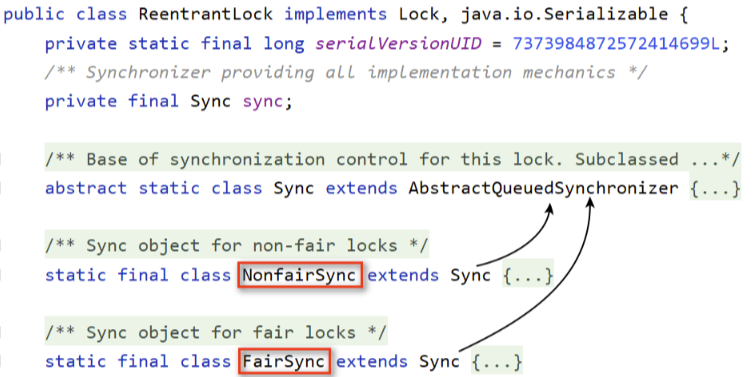 public class ReentrantLock implements Lock, java.io.Serializable {
private static final long serialVersionUID = 7373984872572414699L;
/** Synchronizer providing all implementation mechanics */
private final Sync sync;
/** Base of synchronization control for this lock. Subclassed ...*/
abstract static class Sync extends AbstractQueuedSynchronizer {...}
/** Sync object for non-fair locks */
static final class NonfairSync extends Sync {...}
/** Sync object for fair locks */
static final class FairSync extends Sync {...}